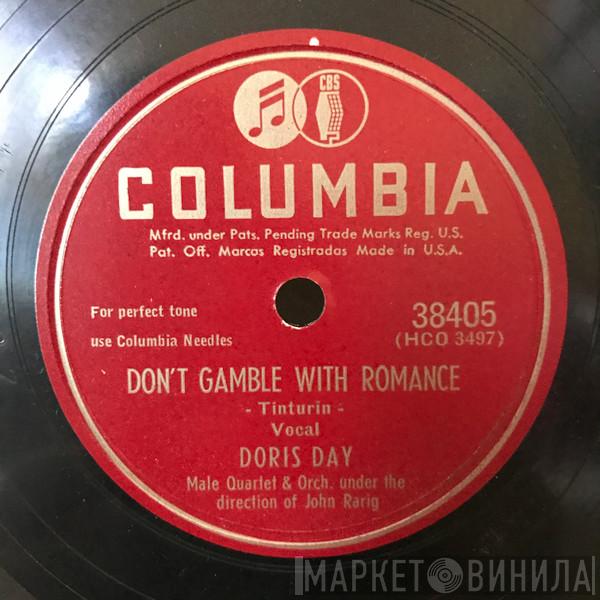 CBS
COLUMBIA
Mfrd. under Pats. Pending Trade Marks Reg. U.S.
Pat. Off. Marcas Registradas Made in U.S.A.
For perfect tone
use Columbia Needles
38405
(HCO 3497)
DON'T GAMBLE WITH ROMANCE
- Tinturin -
Vocal
DORIS DAY
Male Quartet & Orch. under the
direction of John Rarig
МАРКЕТ ВИНИЛА